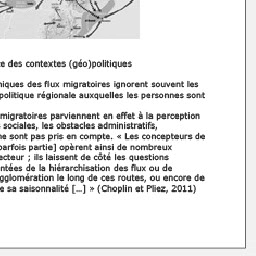 e des contextes (géo)politiques
niques des flux migratoires ignorent souvent les
politique régionale auxquelles les personnes sont
migratoires parviennent en effet à la perception
sociales, les obstacles administratifs,
ne sont pas pris en compte. « Les concepteurs de
parfois partie] opèrent ainsi de nombreux
ecteur ; ils laissent de côté les questions
ntées de la hiérarchisation des flux ou de
gglomération le long de ces routes, ou encore de
e sa saisonnalité [...] » (Choplin et Pliez, 2011)